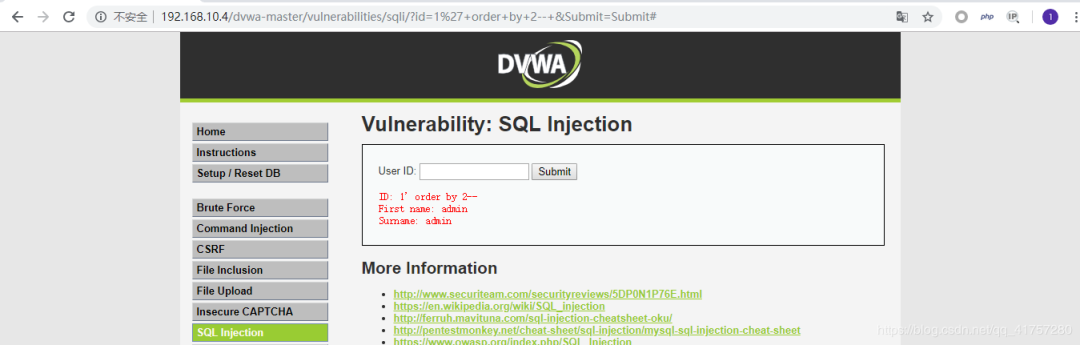 不安全 | 192.168.10.4/dvwa-master/vulnerabilities/sqli/?id=1%27+order+by+2--+&Submit=Submit#
php
IP
1
DVWA
Home
Instructions
Setup / Reset DB
Brute Force
Command Injection
CSRF
File Inclusion
File Upload
Insecure CAPTCHA
SQL Injection
Vulnerability: SQL Injection
User ID:
Submit
ID: 1' order by 2--
First name: admin
Surname: admin
More Information
http://www.securiteam.com/securityreviews/5DP0N1P76E.html
https://en.wikipedia.org/wiki/SQL_injection
http://ferruh.mavituna.com/sql-injection-cheatsheet-oku/
http://pentestmonkey.net/cheat-sheet/sql-injection/mysql-sql-injection-cheat-sheet
https://www.owasp.org/index.php/SQL_Injection
https://blog.csdn.net/qq_41757289